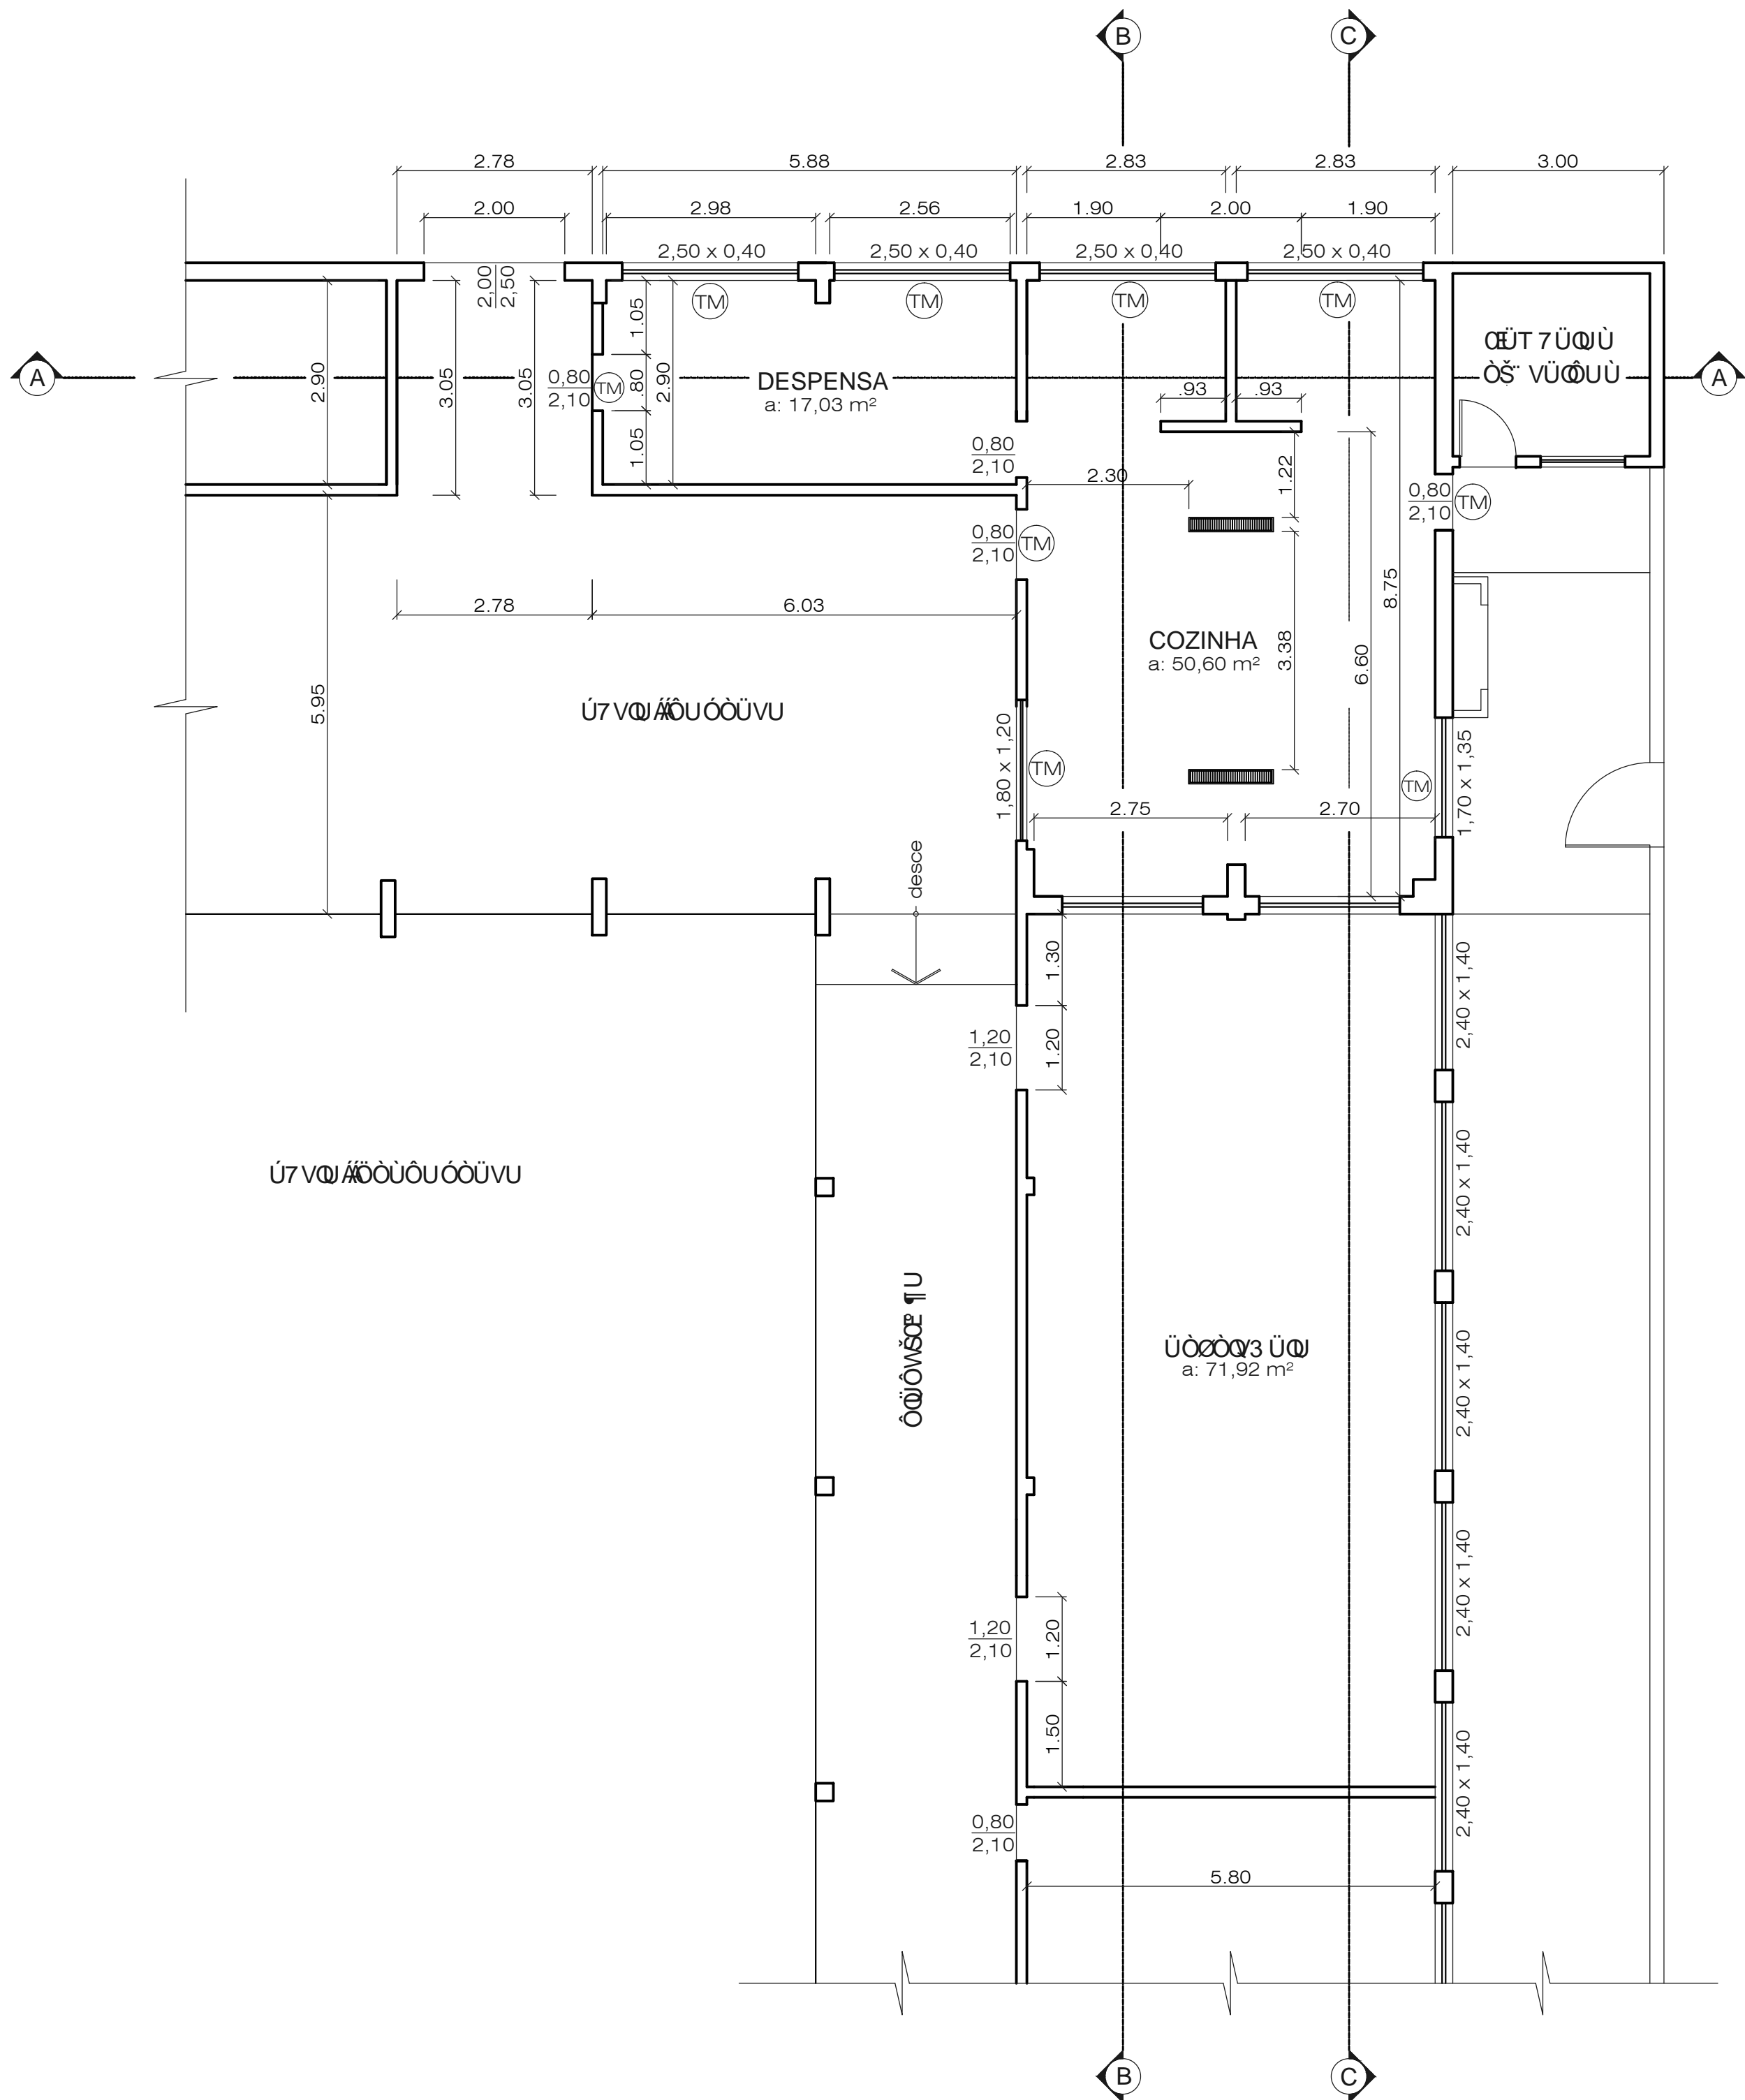 B
C
2.78
5.88
2.83
2.83
3.00
2.00
2.98
2.56
1.90
2.00
1.90
2,50 x 0,40
2,50 x 0,40
2,50 x 0,40
2,50 x 0,40
2,00
2,50
TM
TM
TM
TM
1.05
A
2.90
3.05
3.05
0,80
2,10
TM
.80
2.90
DESPENSA
a: 17,03 m²
.93
.93
A
1.05
0,80
2,10
2.30
1.22
0,80
2,10
TM
0,80
2,10
TM
2.78
6.03
8.75
COZINHA
a: 50,60 m²
3.38
6.60
5.95
1,80 x 1,20
TM
TM
1,70 x 1,35
2.75
2.70
desce
1.30
2,40 x 1,40
1,20
2,10
1.20
2,40 x 1,40
a: 71,92 m²
2,40 x 1,40
2,40 x 1,40
1,20
2,10
1.20
1.50
2,40 x 1,40
0,80
2,10
5.80
B
C